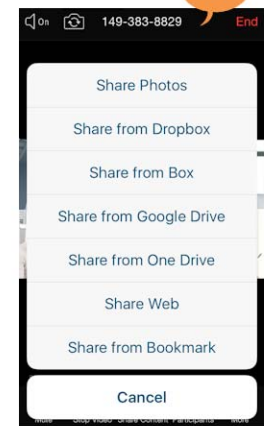 On 149-383-8829 End
Share Photos
Share from Dropbox
Share from Box
Share from Google Drive
Share from One Drive
Share Web
Share from Bookmark
Cancel
Mute Stop Video Share Content Participants More